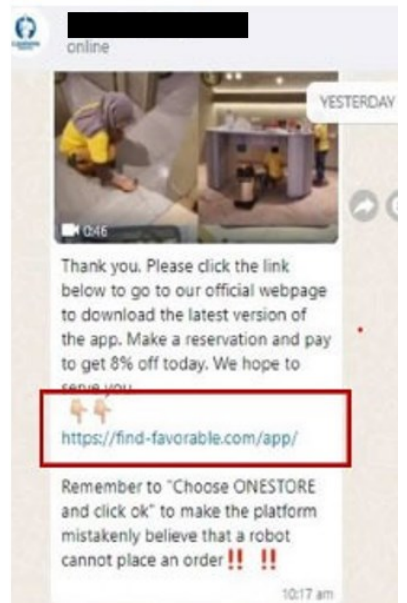 online
YESTERDAY
0:46
Thank you. Please click the link
below to go to our official webpage
to download the latest version of
the app. Make a reservation and pay
to get 8% off today. We hope to
serve you
👇🏻👇🏻
https://find-favorable.com/app/
Remember to "Choose ONESTORE
and click ok" to make the platform
mistakenly believe that a robot
cannot place an order‼️ ‼️
10:17 am